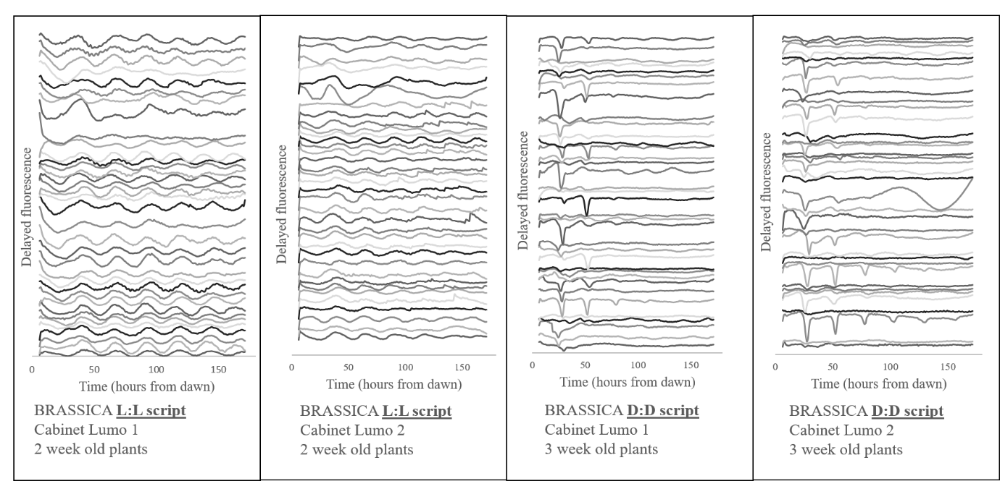 Delayed fluorescence
0 50 100 150
Time (hours from dawn)
BRASSICA L:L script
Cabinet Lumo 1
2 week old plants
Delayed fluorescence
0 50 100 150
Time (hours from dawn)
BRASSICA L:L script
Cabinet Lumo 2
2 week old plants
Delayed fluorescence
0 50 100 150
Time (hours from dawn)
BRASSICA D:D script
Cabinet Lumo 1
3 week old plants
Delayed fluorescence
0 50 100 150
Time (hours from dawn)
BRASSICA D:D script
Cabinet Lumo 2
3 week old plants